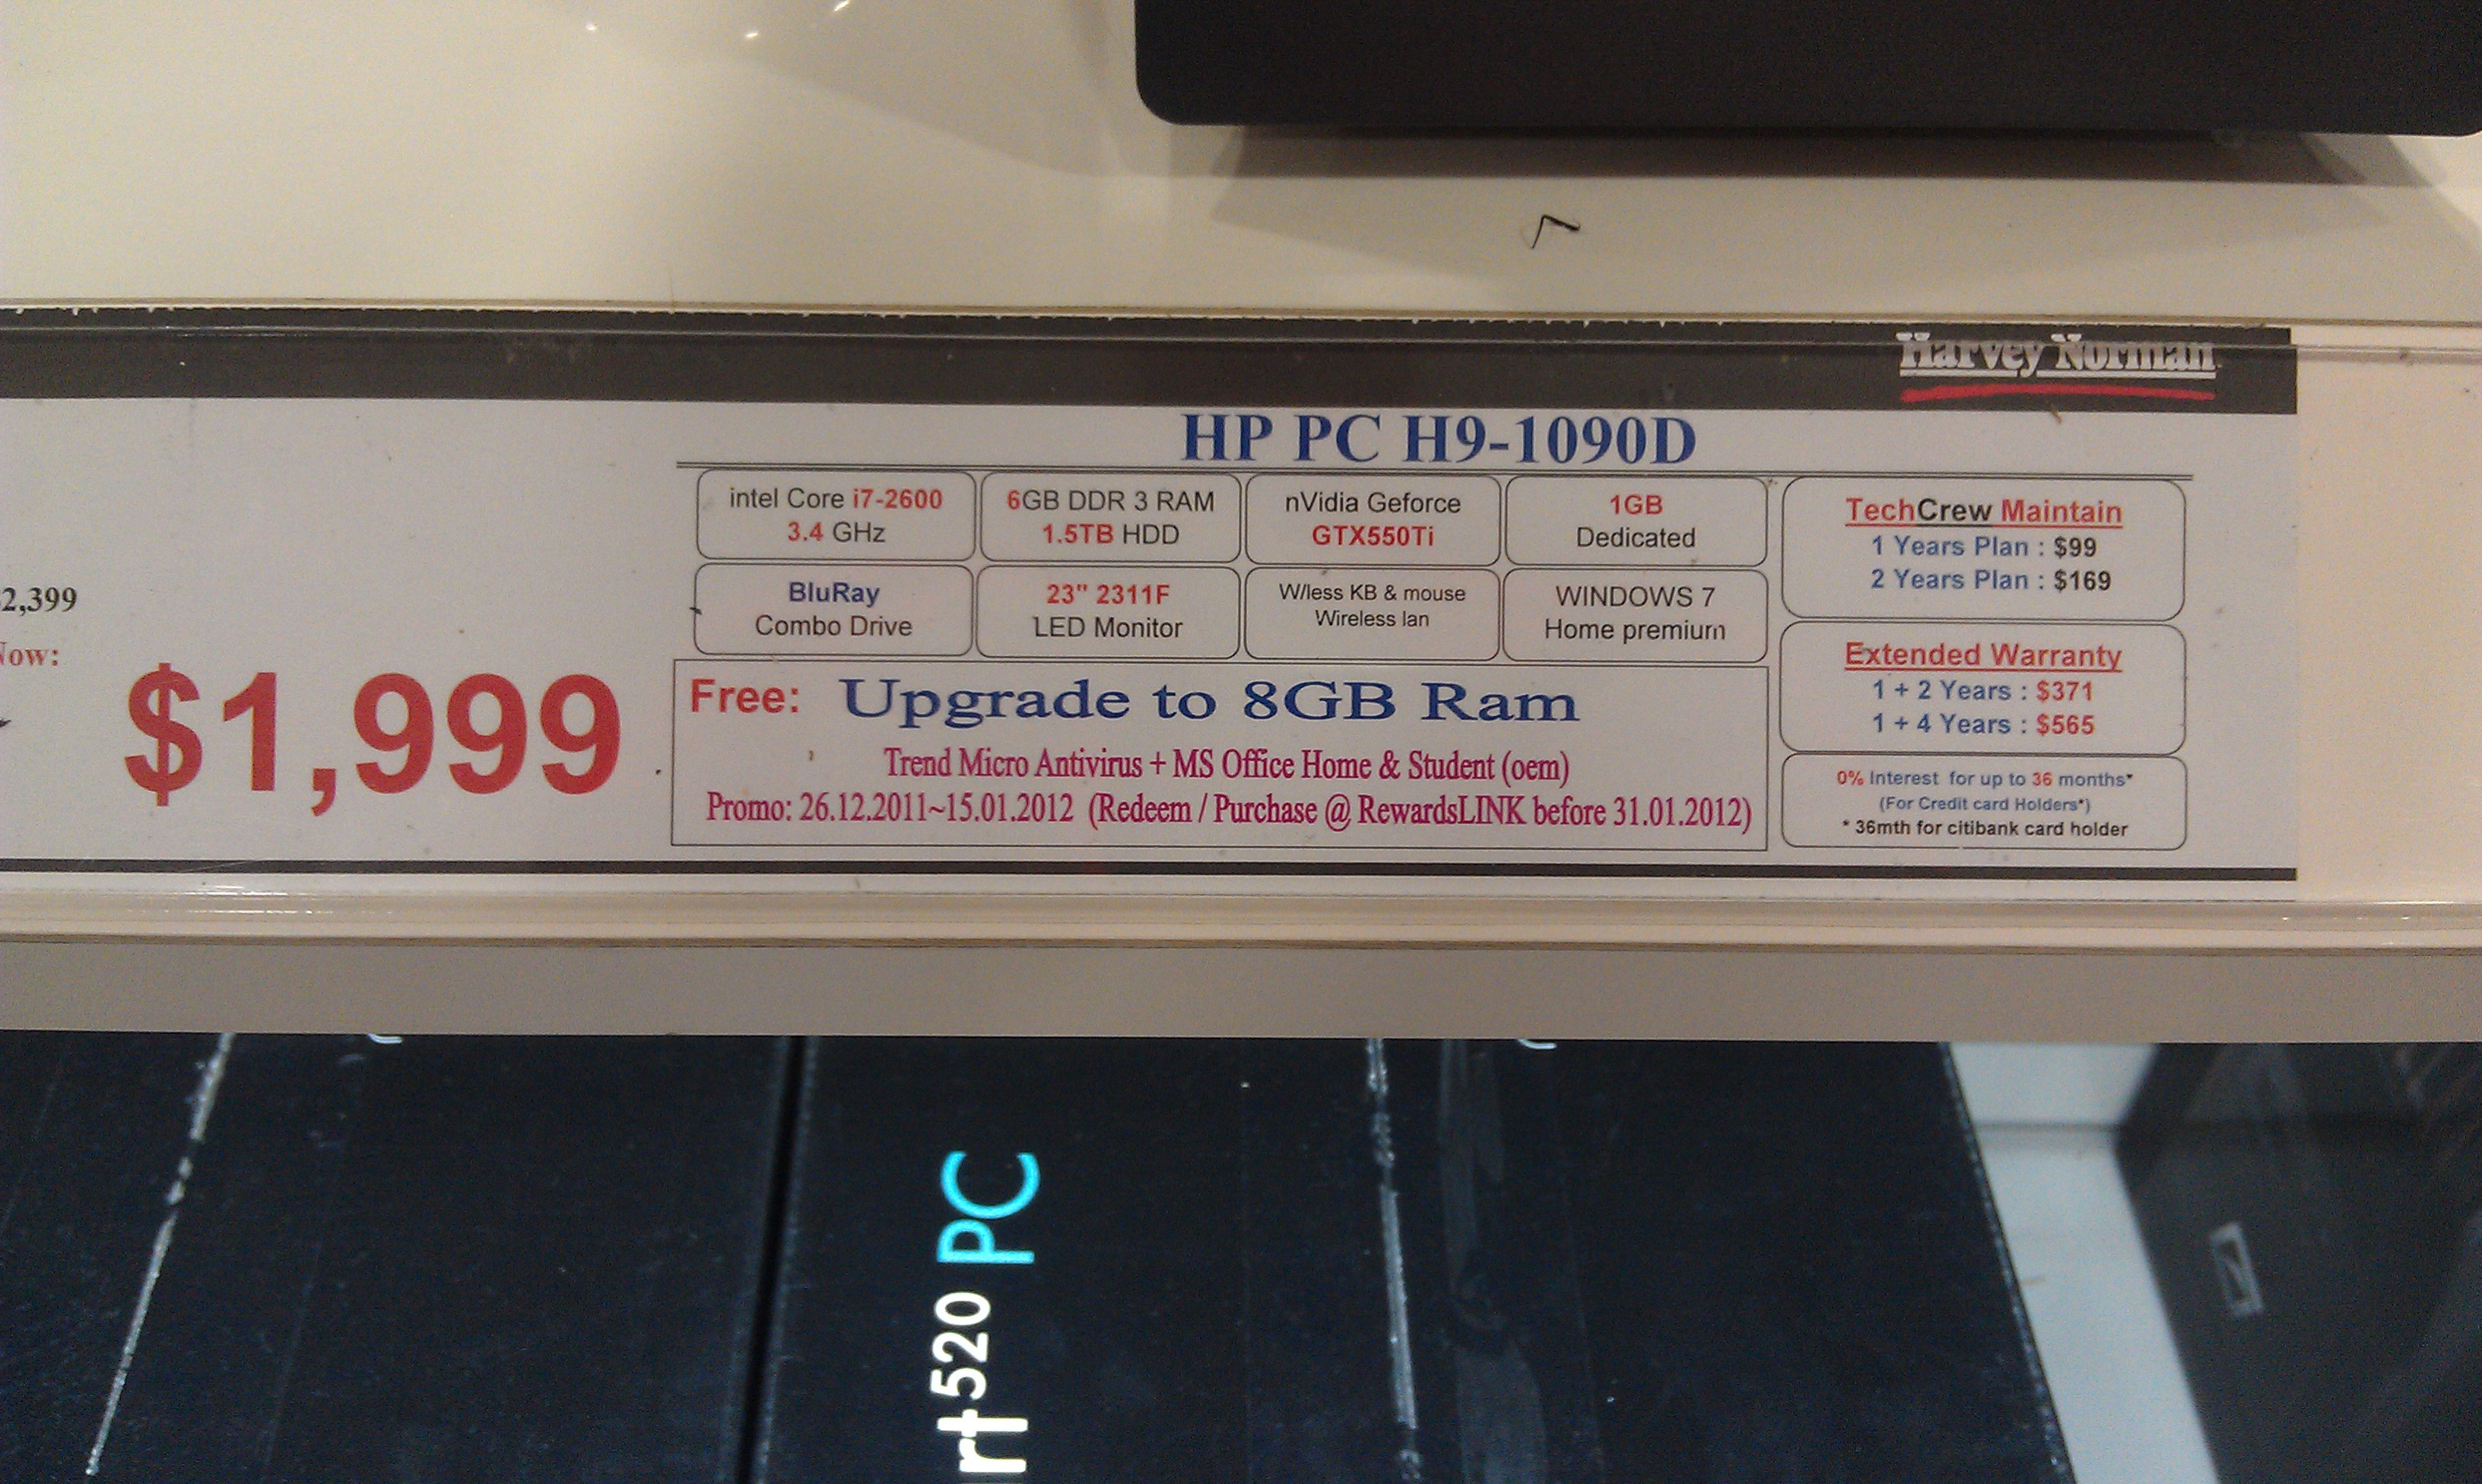 Harvey Norman
HP PC H9-1090D
2,399
Now:
$1,999
intel Core i7-2600
3.4 GHz
6GB DDR 3 RAM
1.5TB HDD
nVidia Geforce
GTX550Ti
1GB
Dedicated
BluRay
Combo Drive
23" 2311F
LED Monitor
W/less KB & mouse
Wireless lan
WINDOWS 7
Home premium
Free: Upgrade to 8GB Ram
Trend Micro Antivirus + MS Office Home & Student (oem)
Promo: 26.12.2011~15.01.2012 (Redeem / Purchase @ RewardsLINK before 31.01.2012)
TechCrew Maintain
1 Years Plan : $99
2 Years Plan : $169
Extended Warranty
1 + 2 Years : $371
1 + 4 Years : $565
0% Interest for up to 36 months*
(For Credit card Holders*)
* 36mth for citibank card holder
rt520 PC